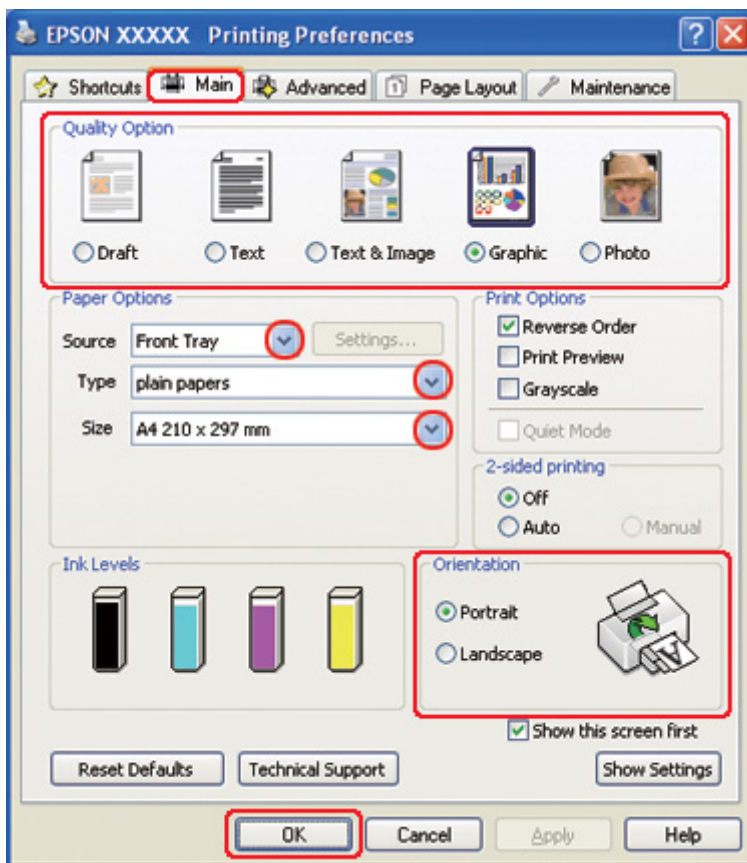 EPSON XXXXX Printing Preferences
Shortcuts Main Advanced 1 Page Layout Maintenance
Quality Option
Draft Text Text & Image Graphic Photo
Paper Options
Source Front Tray Settings...
Type plain papers
Size A4 210 x 297 mm
Print Options
Reverse Order
Print Preview
Grayscale
Quiet Mode
2-sided printing
Off
Auto Manual
Ink Levels
Orientation
Portrait
Landscape
A
Show this screen first
Reset Defaults Technical Support Show Settings
OK Cancel Apply Help